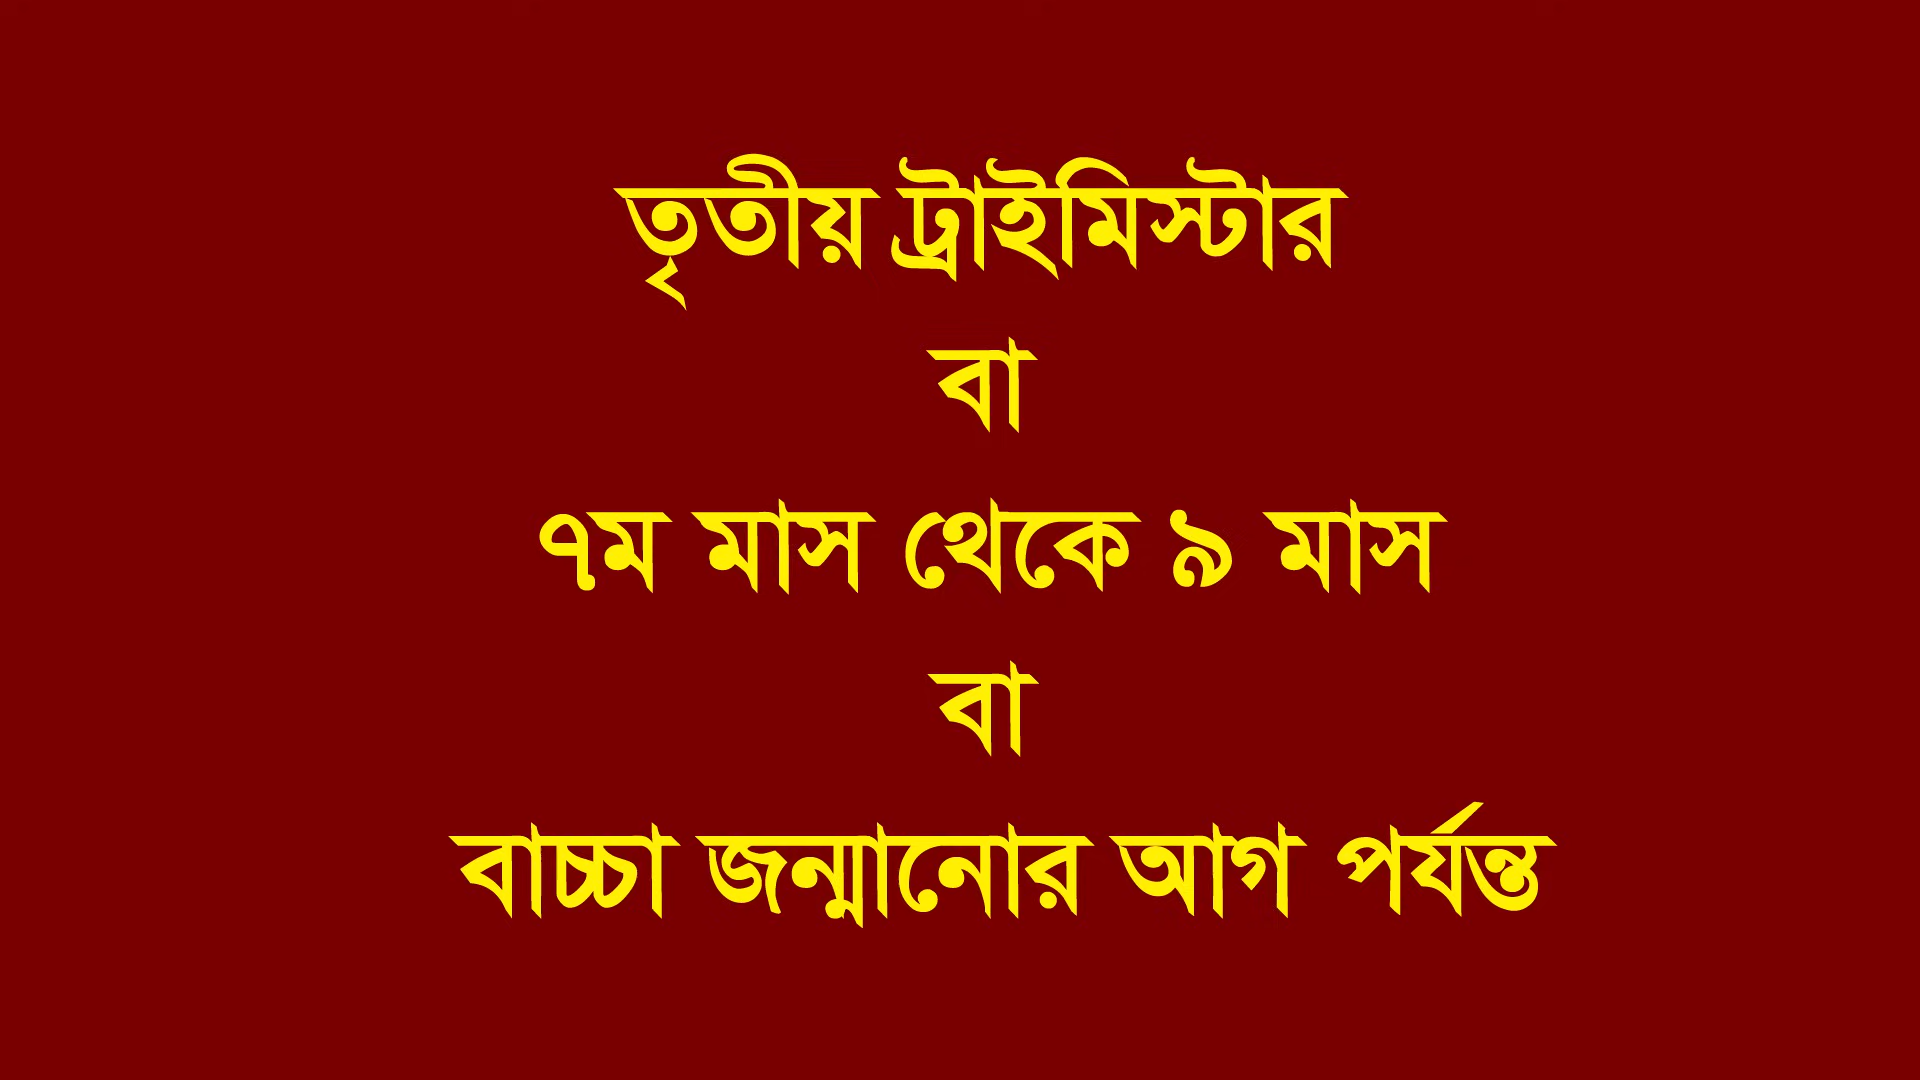 তৃতীয় ট্রাইমিস্টার
বা
৭ম মাস থেকে ৯ মাস
বা
বাচ্চা জন্মানোর আগ পর্যন্ত